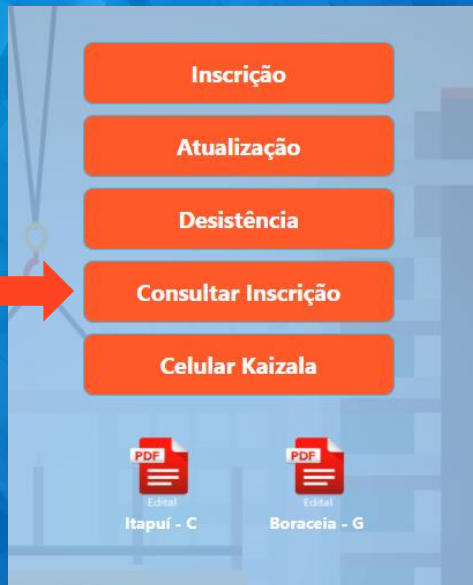 Inscrição
Atualização
Desistência
Consultar Inscrição
Celular Kaizala
PDF PDF
Edital Edital
Itapuí - C Boraceia - G